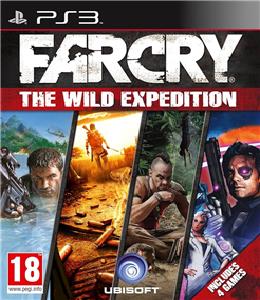 PS3
FARCRY
THE WILD EXPEDITION
INCLUDES
4 GAMES
18
www.pegi.info
UBISOFT